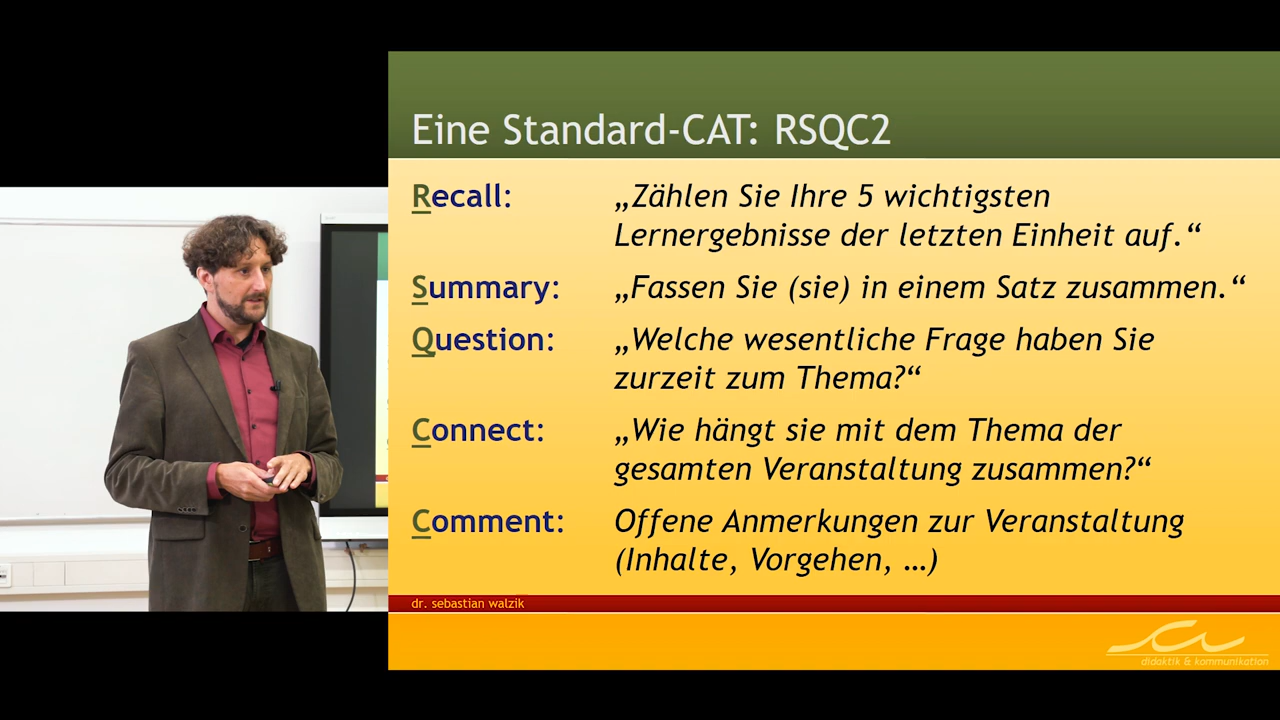 Eine Standard-CAT: RSQC2
Recall: „Zählen Sie Ihre 5 wichtigsten
Lernergebnisse der letzten Einheit auf.“
Summary: „Fassen Sie (sie) in einem Satz zusammen.“
Question: „Welche wesentliche Frage haben Sie
zurzeit zum Thema?“
Connect: „Wie hängt sie mit dem Thema der
gesamten Veranstaltung zusammen?“
Comment: Offene Anmerkungen zur Veranstaltung
(Inhalte, Vorgehen, …)
dr. sebastian walzik
didaktik & kommunikation